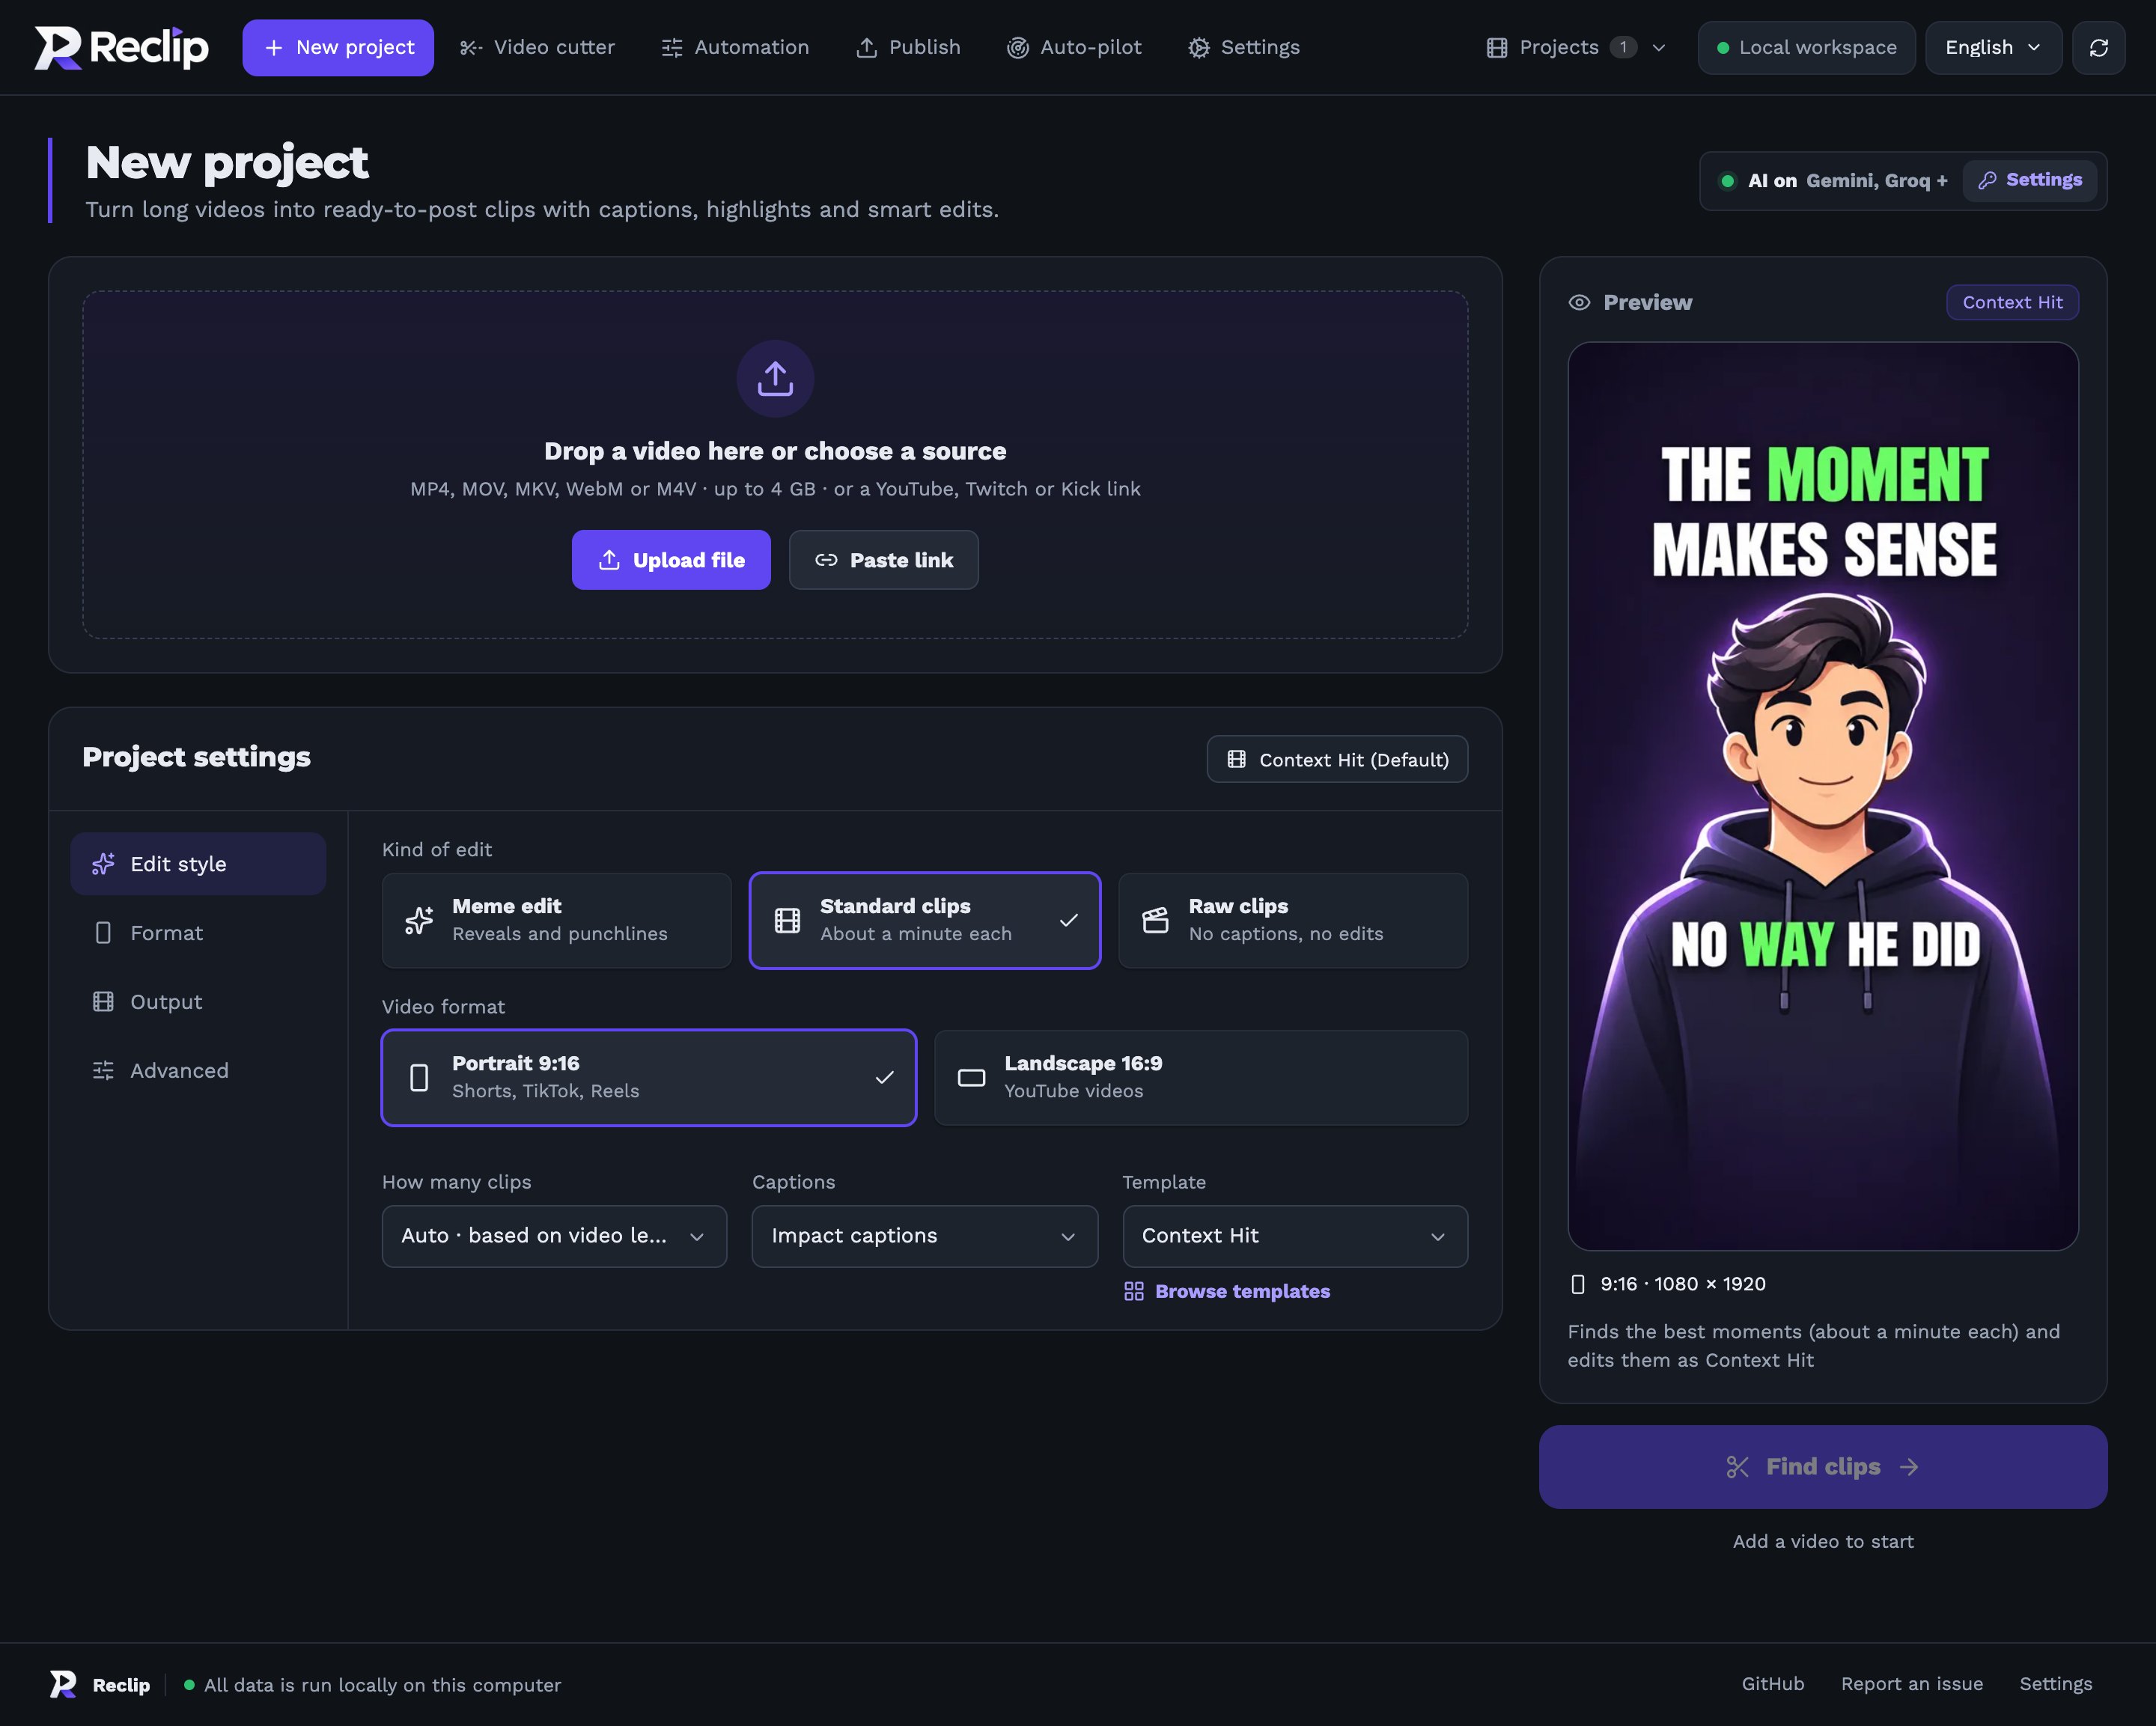 Reclip
New project
Video cutter
Automation
Publish
Auto-pilot
Settings
Projects 1
Local workspace
English
New project
Turn long videos into ready-to-post clips with captions, highlights and smart edits.
AI on Gemini, Groq +
Settings
Drop a video here or choose a source
MP4, MOV, MKV, WebM or M4V · up to 4 GB · or a YouTube, Twitch or Kick link
Upload file
Paste link
Project settings
Context Hit (Default)
Edit style
Format
Output
Advanced
Kind of edit
Meme edit
Reveals and punchlines
Standard clips
About a minute each
Raw clips
No captions, no edits
Video format
Portrait 9:16
Shorts, TikTok, Reels
Landscape 16:9
YouTube videos
How many clips
Auto · based on video le...
Captions
Impact captions
Template
Context Hit
Browse templates
Preview
Context Hit
THE MOMENT
MAKES SENSE
NO WAY HE DID
9:16 · 1080 × 1920
Finds the best moments (about a minute each) and
edits them as Context Hit
Find clips
Add a video to start
Reclip
All data is run locally on this computer
GitHub
Report an issue
Settings